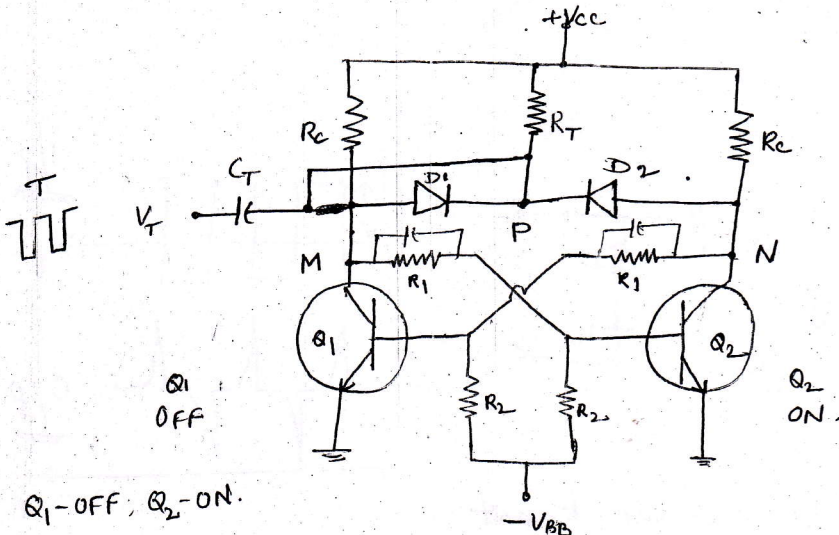 +Vcc
Rc
RT
Rc
T
CT
D1
D2
VT
P
M
R1
R1
N
Q1
Q2
Q1
OFF
R2
R2
Q2
ON.
Q1-OFF, Q2-ON.
-VBB